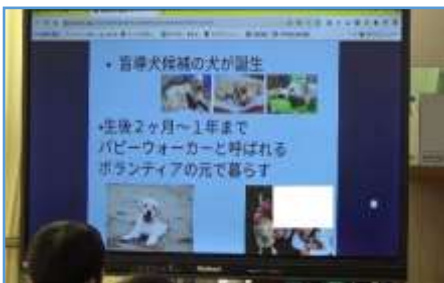 ・盲導犬候補の犬が誕生
・生後2ヶ月~1年まで
パピーウォーカーと呼ばれる
ボランティアの元で暮らす